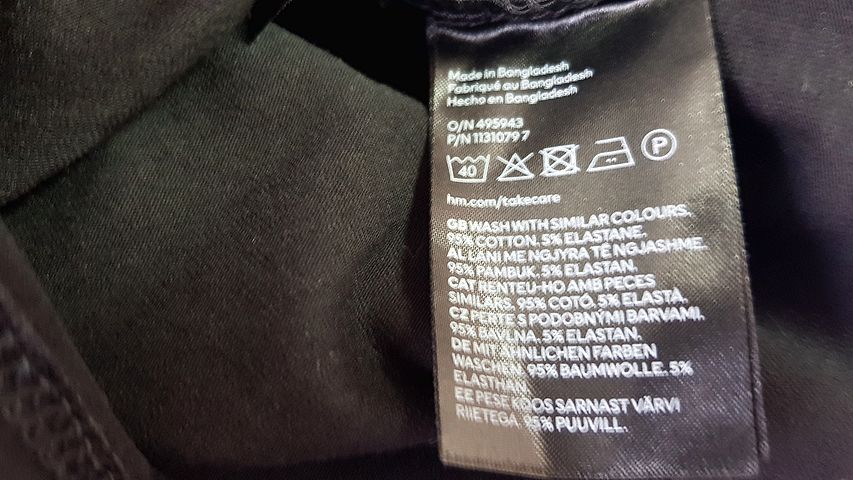 Made in Bangladesh
Fabriqué au Bangladesh
Hecho en Bangladesh
O/N 495943
P/N 1131079 7
40 P
hm.com/takecare
GB WASH WITH SIMILAR COLOURS.
95% COTTON. 5% ELASTANE.
AL LANI ME NGJYRA TË NGJASHME.
95% PAMBUK. 5% ELASTAN.
CAT RENTEU-HO AMB PECES
SIMILARS. 95% COTÓ. 5% ELASTÀ.
CZ PERTE S PODOBNÝMI BARVAMI.
95% BAVLNA. 5% ELASTAN.
DE MIT ÄHNLICHEN FARBEN
WASCHEN. 95% BAUMWOLLE. 5%
ELASTHAN.
EE PESE KOOS SARNAST VÄRVI
RIIETEGA. 95% PUUVILL.